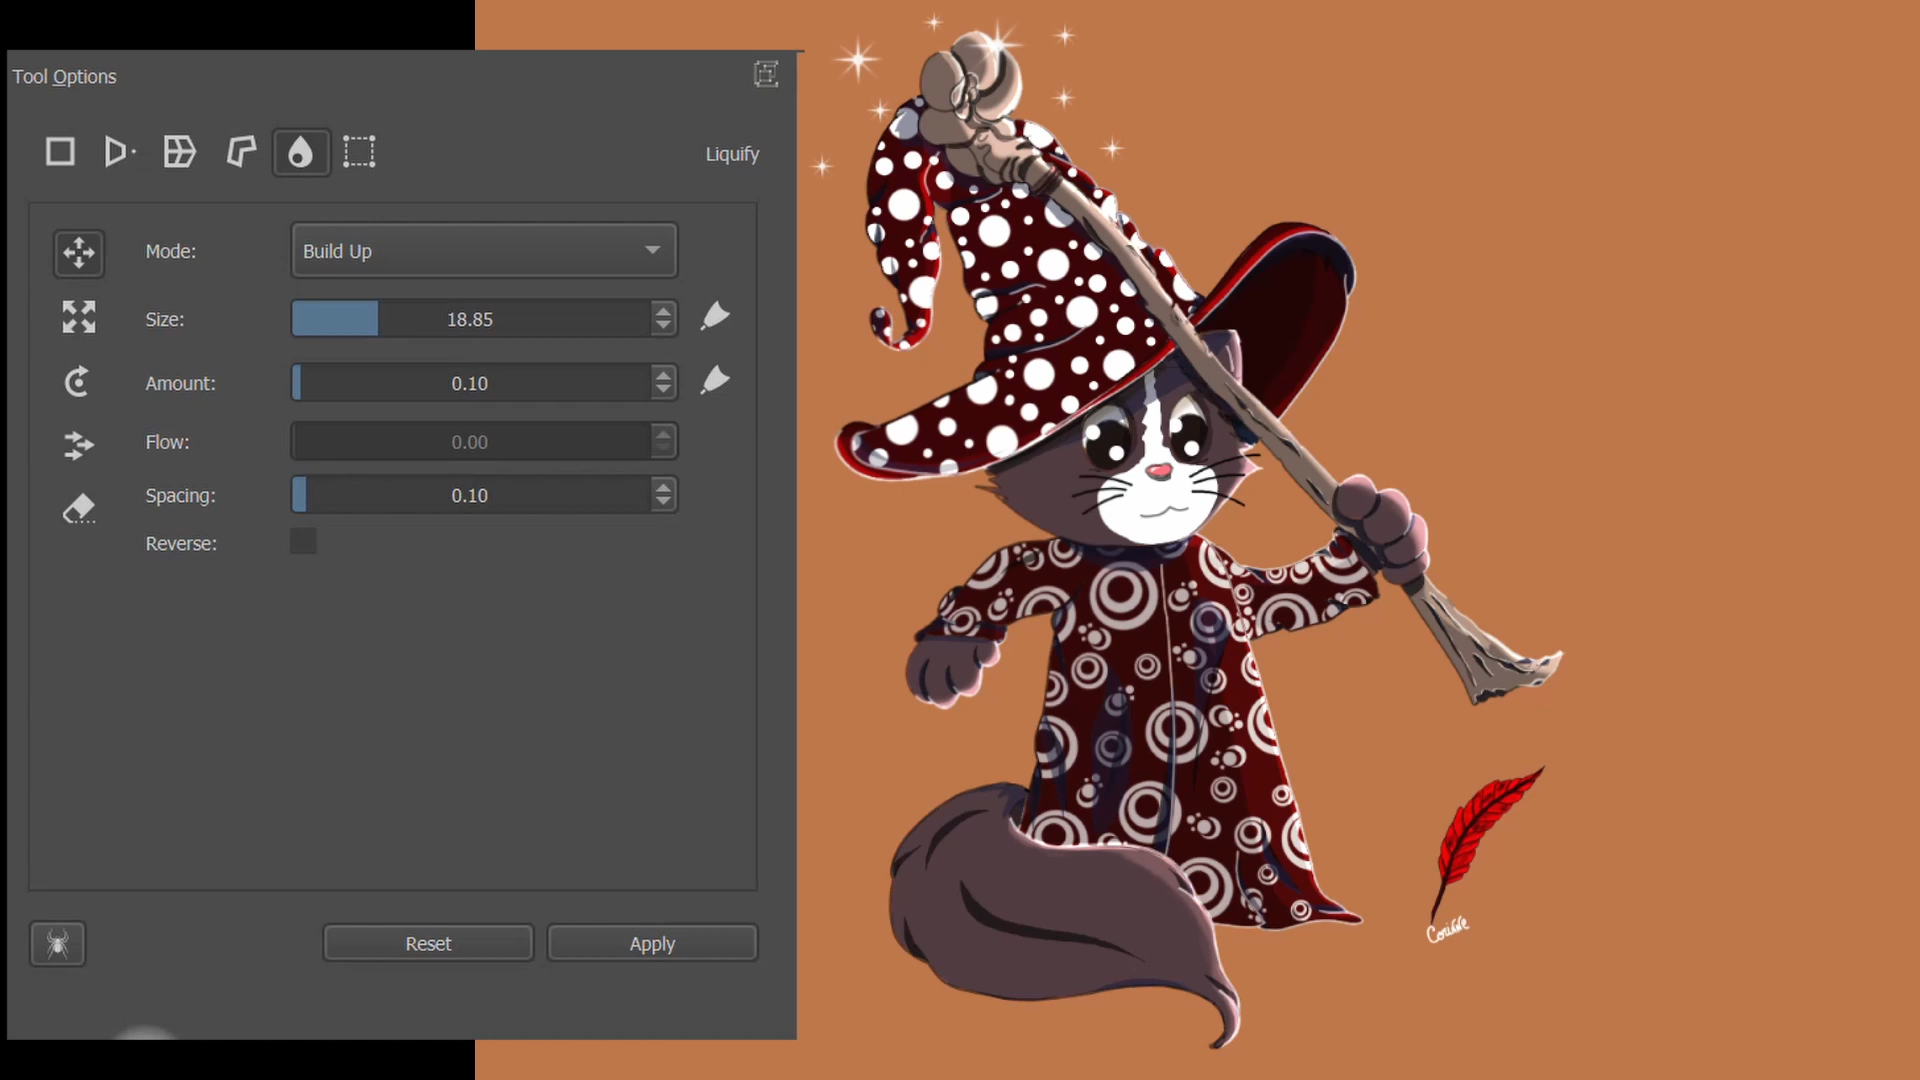 Tool Options
Liquify
Mode: Build Up
Size: 18.85
Amount: 0.10
Flow: 0.00
Spacing: 0.10
Reverse:
Reset Apply